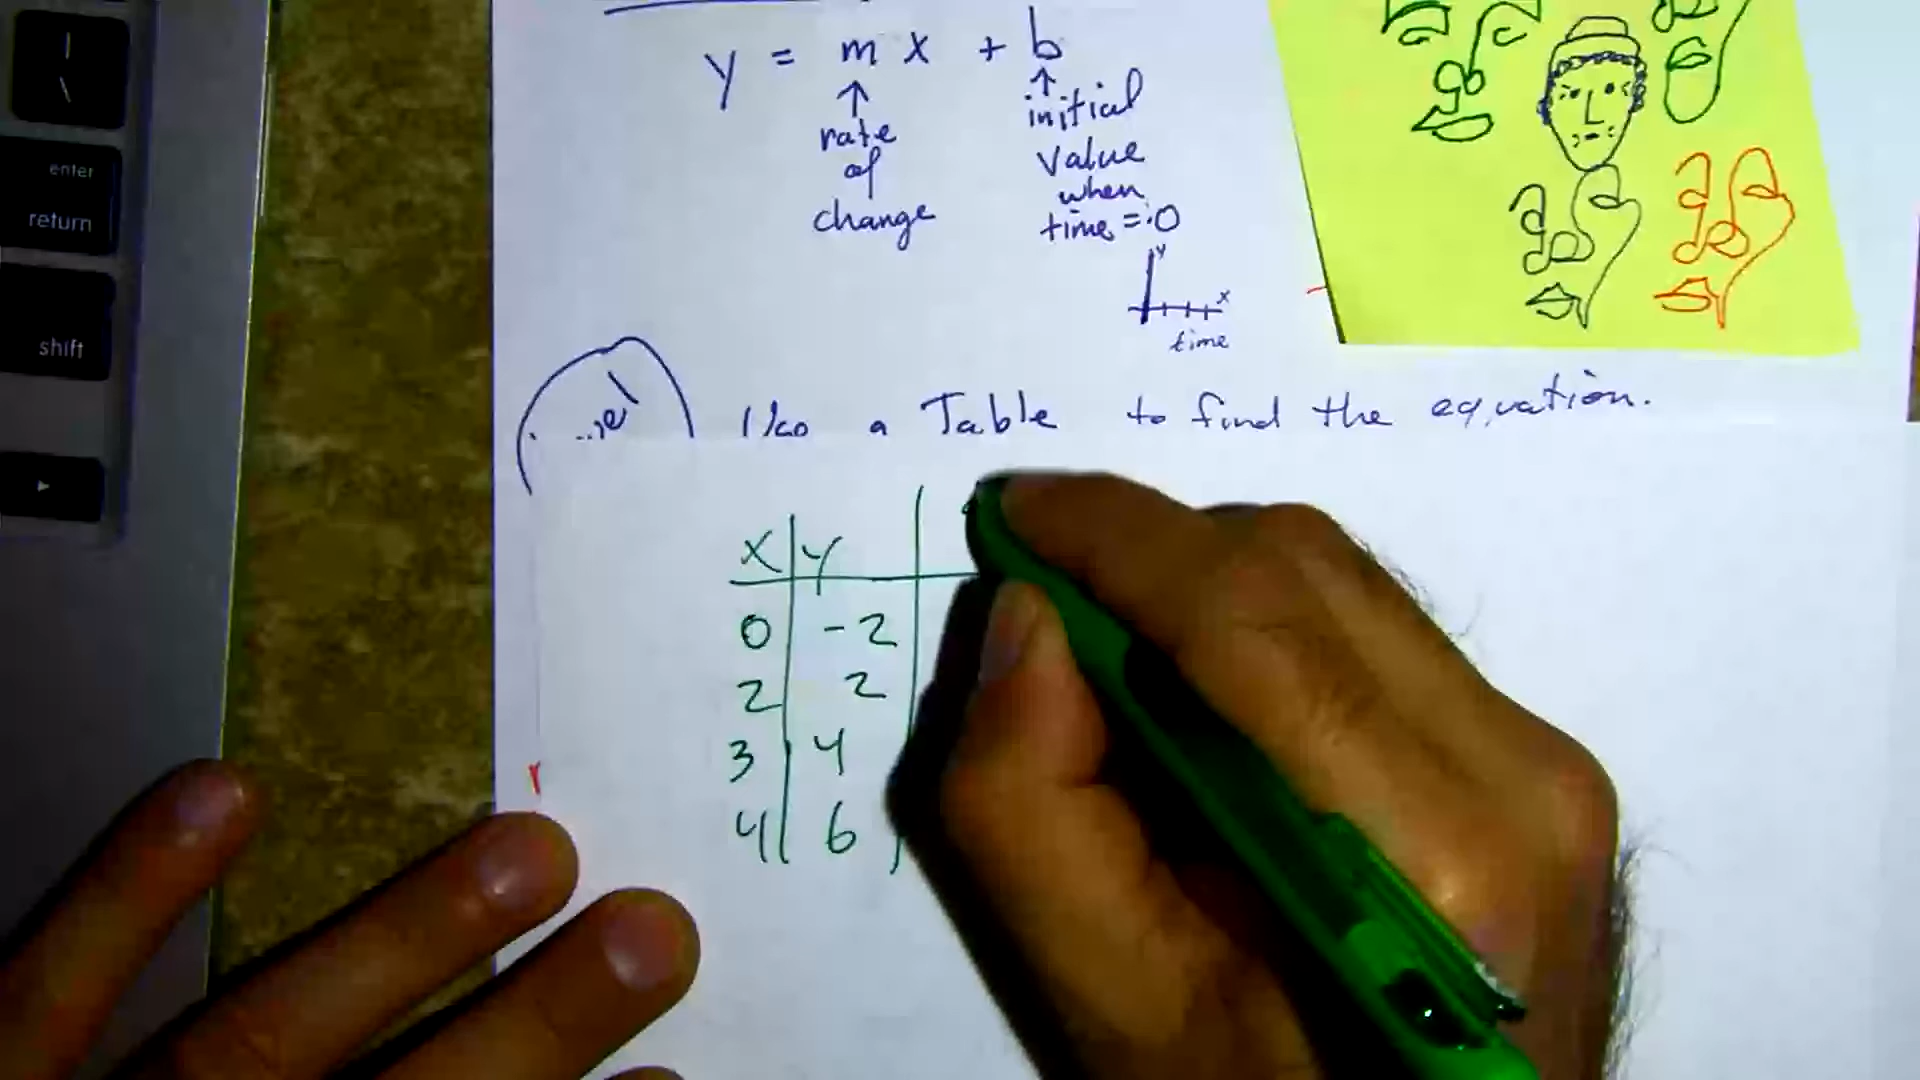 |
\
enter
return
shift
y = m x + b
↑ ↑
rate of change
initial value when time = 0
y
x
time
a Table to find the equation.
x y
0 -2
2 2
3 4
4 6